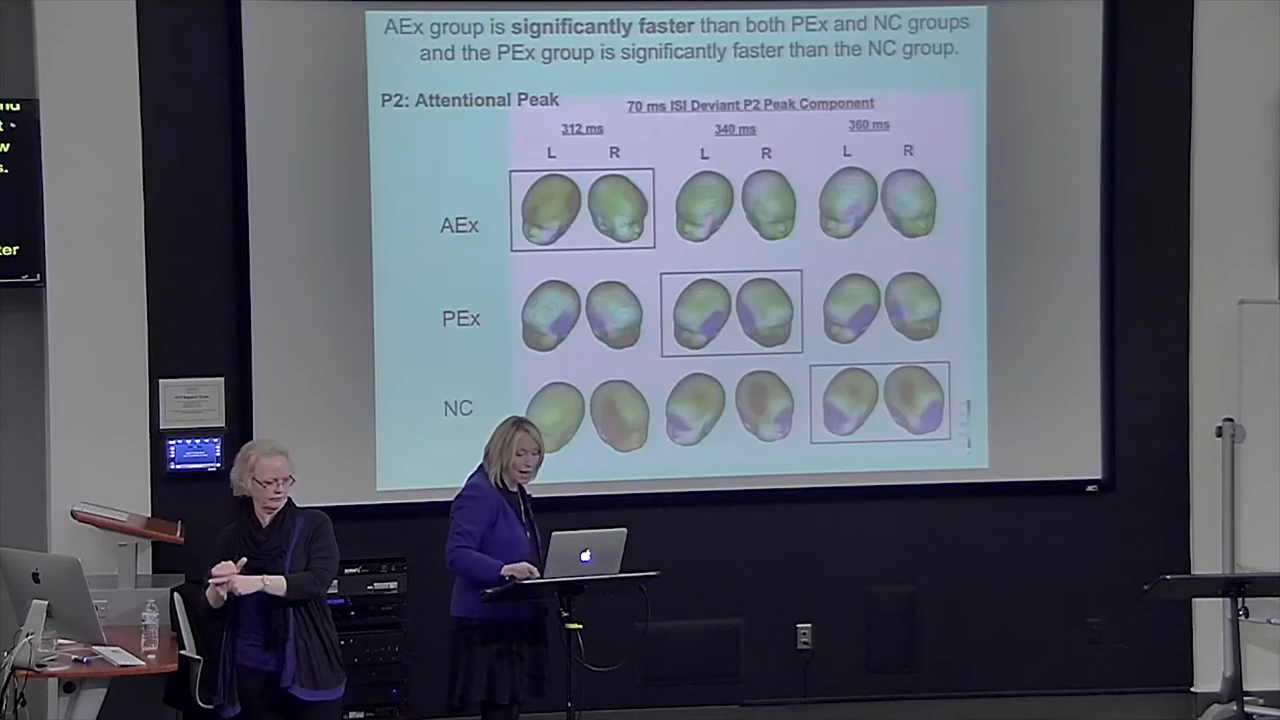 AEx group is significantly faster than both PEx and NC groups
and the PEx group is significantly faster than the NC group.
P2: Attentional Peak
70 ms ISI Deviant P2 Peak Component
312 ms
340 ms
360 ms
L R L R L R
AEx
PEx
NC
w
s.
ter